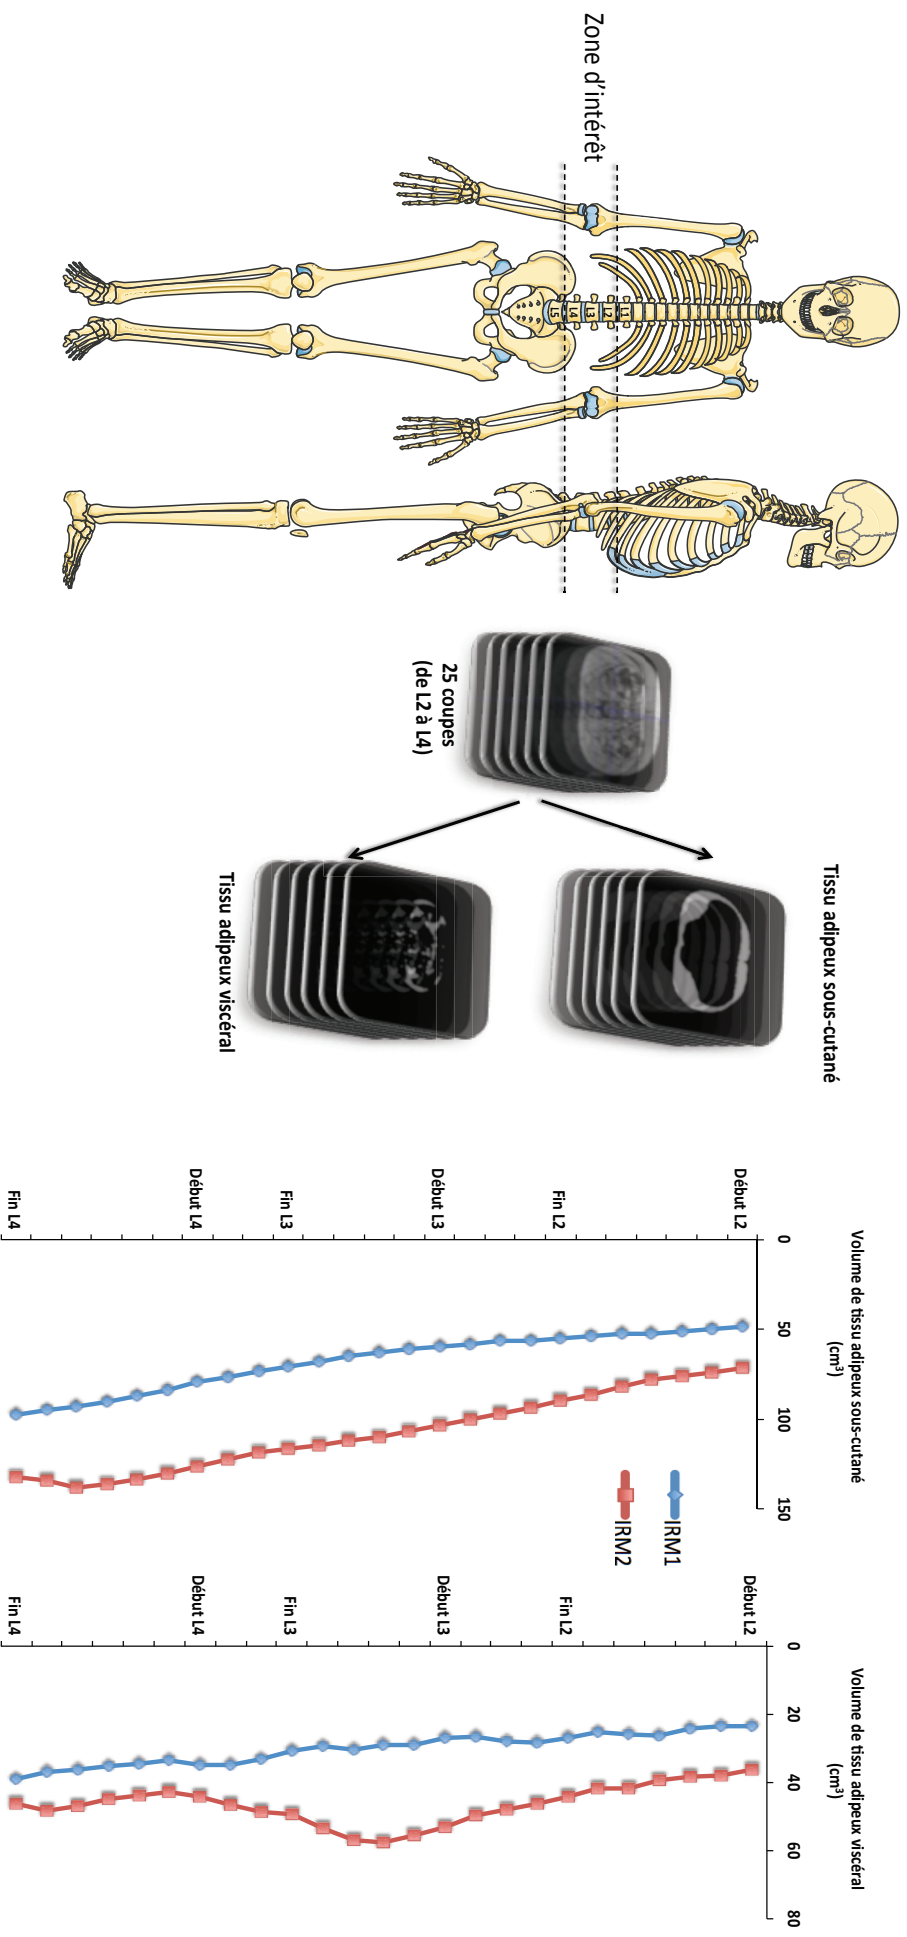 Zone d'intérêt
L1
L2
L3
L4
L5
25 coupes
(de L2 à L4)
Tissu adipeux sous-cutané
Tissu adipeux viscéral
Volume de tissu adipeux sous-cutané
(cm³)
0
50
100
150
Début L2
Fin L2
Début L3
Fin L3
Début L4
Fin L4
IRM1
IRM2
Volume de tissu adipeux viscéral
(cm³)
0
20
40
60
80
Début L2
Fin L2
Début L3
Fin L3
Début L4
Fin L4